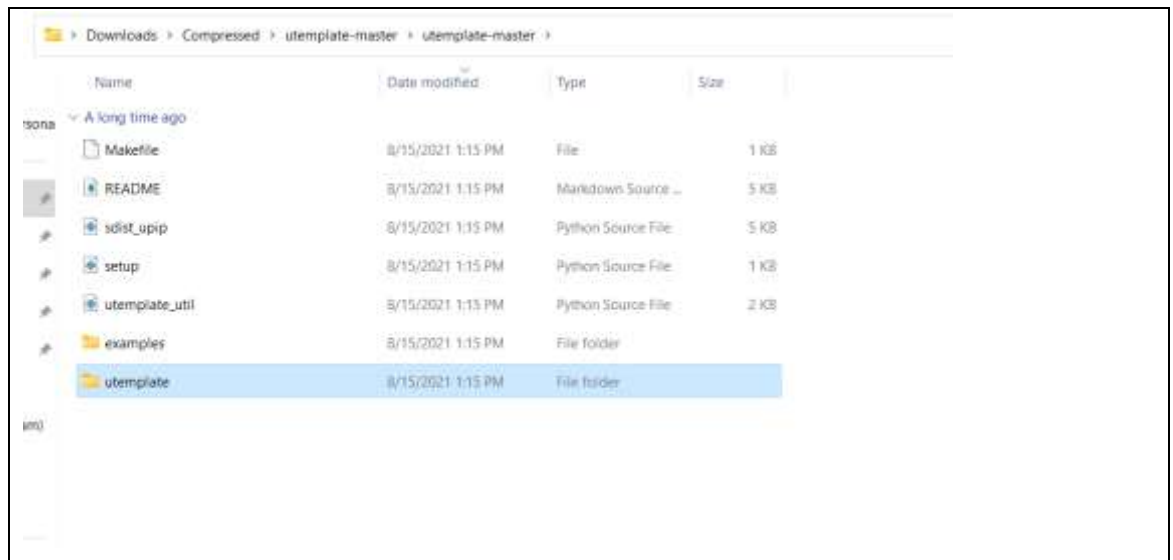 Downloads > Compressed > utemplate-master > utemplate-master >
Name Date modified Type Size
rsona
A long time ago
Makefile 8/15/2021 1:15 PM File 1 KB
README 8/15/2021 1:15 PM Markdown Source ... 5 KB
sdist_upip 8/15/2021 1:15 PM Python Source File 5 KB
setup 8/15/2021 1:15 PM Python Source File 1 KB
utemplate_util 8/15/2021 1:15 PM Python Source File 2 KB
examples 8/15/2021 1:15 PM File folder
utemplate 8/15/2021 1:15 PM File folder
am)